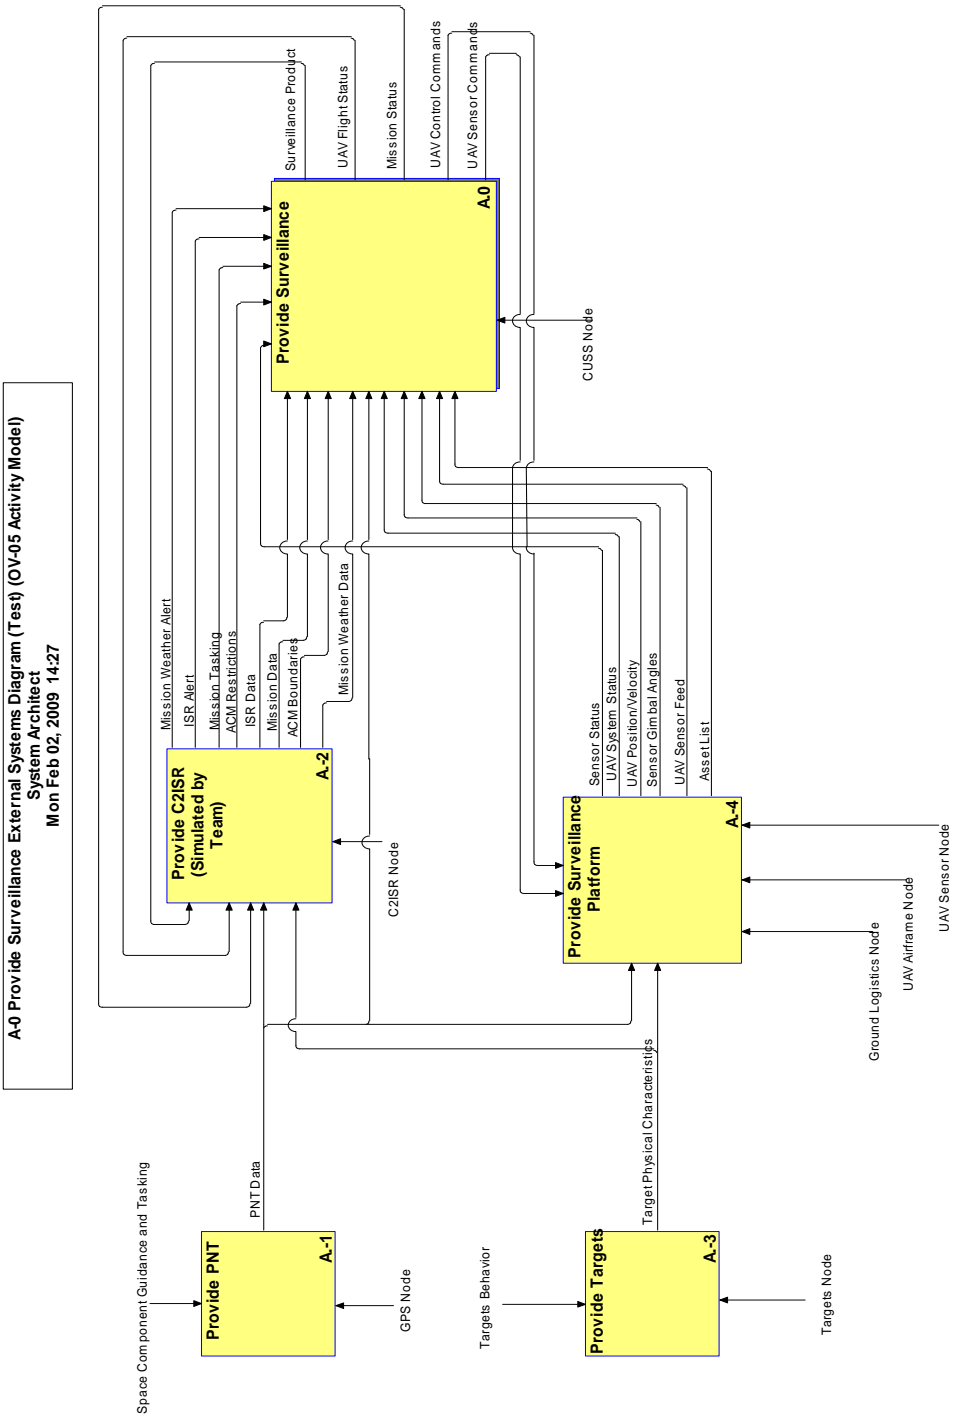 A-0 Provide Surveillance External Systems Diagram (Test) (OV-05 Activity Model)
System Architect
Mon Feb 02, 2009 14:27
Space Component Guidance and Tasking
Provide PNT
A.-1
GPS Node
PNT Data
Targets Behavior
Provide Targets
A.-3
Targets Node
Target Physical Characteristics
Provide C2ISR
(Simulated by
Team)
A.-2
C2ISR Node
Mission Weather Alert
ISR Alert
Mission Tasking
ACM Restrictions
ISR Data
Mission Data
ACM Boundaries
Mission Weather Data
Provide Surveillance
Platform
A.-4
Ground Logistics Node
UAV Airframe Node
UAV Sensor Node
Sensor Status
UAV System Status
UAV Position/Velocity
Sensor Gimbal Angles
UAV Sensor Feed
Asset List
Provide Surveillance
A.0
CUSS Node
Surveillance Product
UAV Flight Status
Mission Status
UAV Control Commands
UAV Sensor Commands